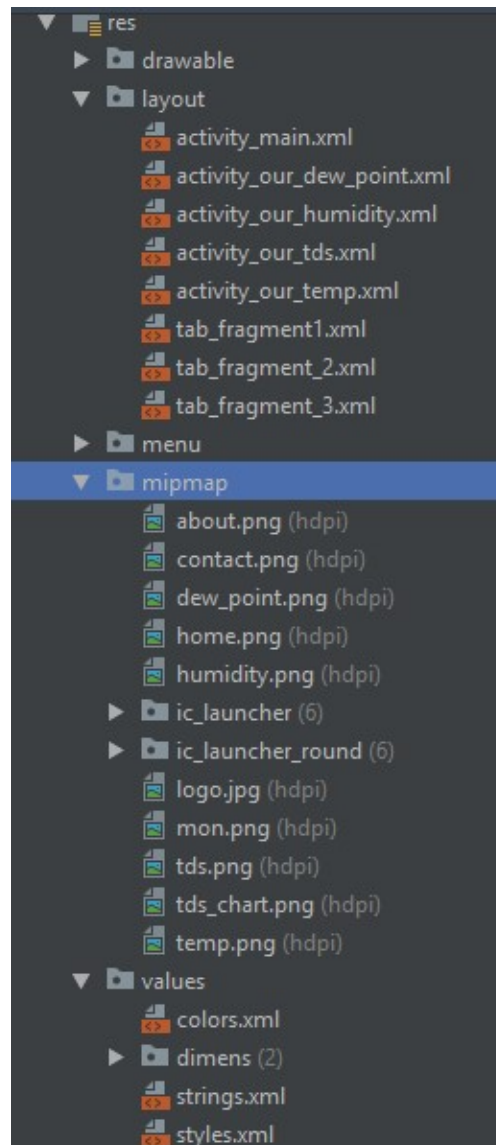 res
drawable
layout
activity_main.xml
activity_our_dew_point.xml
activity_our_humidity.xml
activity_our_tds.xml
activity_our_temp.xml
tab_fragment1.xml
tab_fragment_2.xml
tab_fragment_3.xml
menu
mipmap
about.png (hdpi)
contact.png (hdpi)
dew_point.png (hdpi)
home.png (hdpi)
humidity.png (hdpi)
ic_launcher (6)
ic_launcher_round (6)
logo.jpg (hdpi)
mon.png (hdpi)
tds.png (hdpi)
tds_chart.png (hdpi)
temp.png (hdpi)
values
colors.xml
dimens (2)
strings.xml
styles.xml